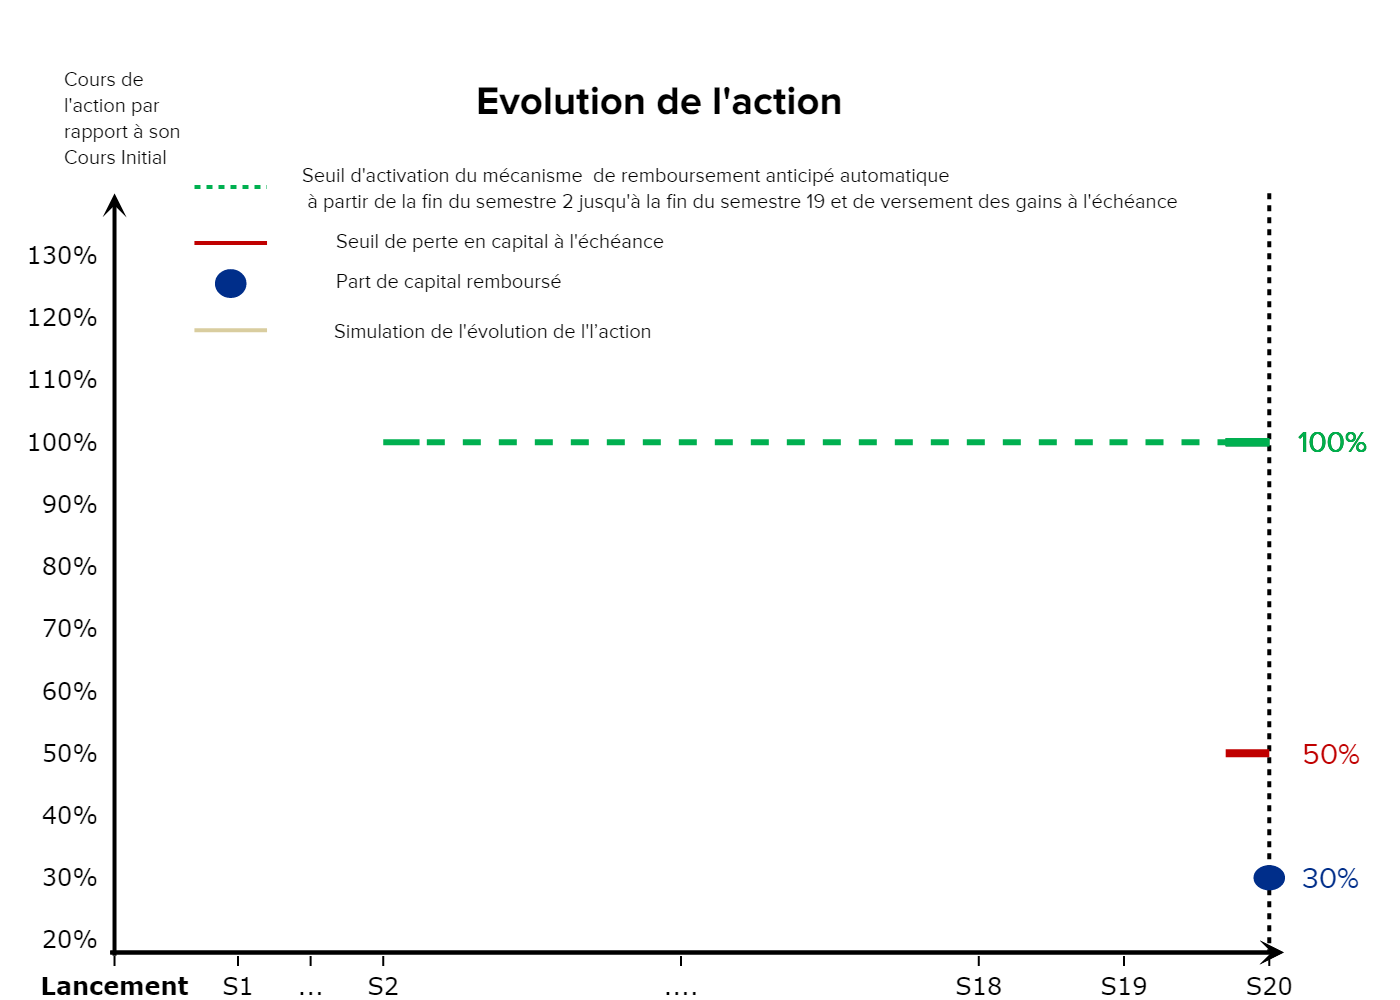 Cours de
l'action par
rapport à son
Cours Initial
Evolution de l'action
Seuil d'activation du mécanisme  de remboursement anticipé automatique
à partir de la fin du semestre 2 jusqu'à la fin du semestre 19 et de versement des gains à l'échéance
Seuil de perte en capital à l'échéance
Part de capital remboursé
Simulation de l'évolution de l'l’action
130%
120%
110%
100%
100%
90%
80%
70%
60%
50%
50%
40%
30%
30%
20%
Lancement S1 ... S2 .... S18 S19 S20